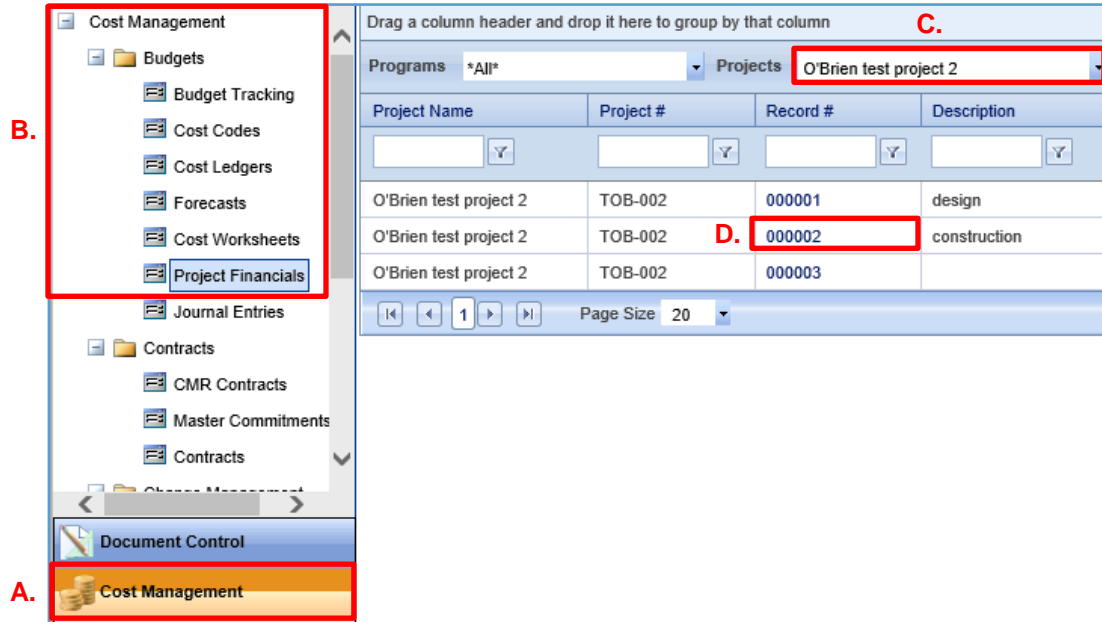 Cost Management
Budgets
Budget Tracking
B.
Cost Codes
Cost Ledgers
Forecasts
Cost Worksheets
Project Financials
Journal Entries
Contracts
CMR Contracts
Master Commitments
Contracts
Change Management
Document Control
A.
Cost Management
Drag a column header and drop it here to group by that column
C.
Programs *All* Projects O'Brien test project 2
Project Name Project # Record # Description
O'Brien test project 2 TOB-002 000001 design
O'Brien test project 2 TOB-002 D. 000002 construction
O'Brien test project 2 TOB-002 000003
1 Page Size 20